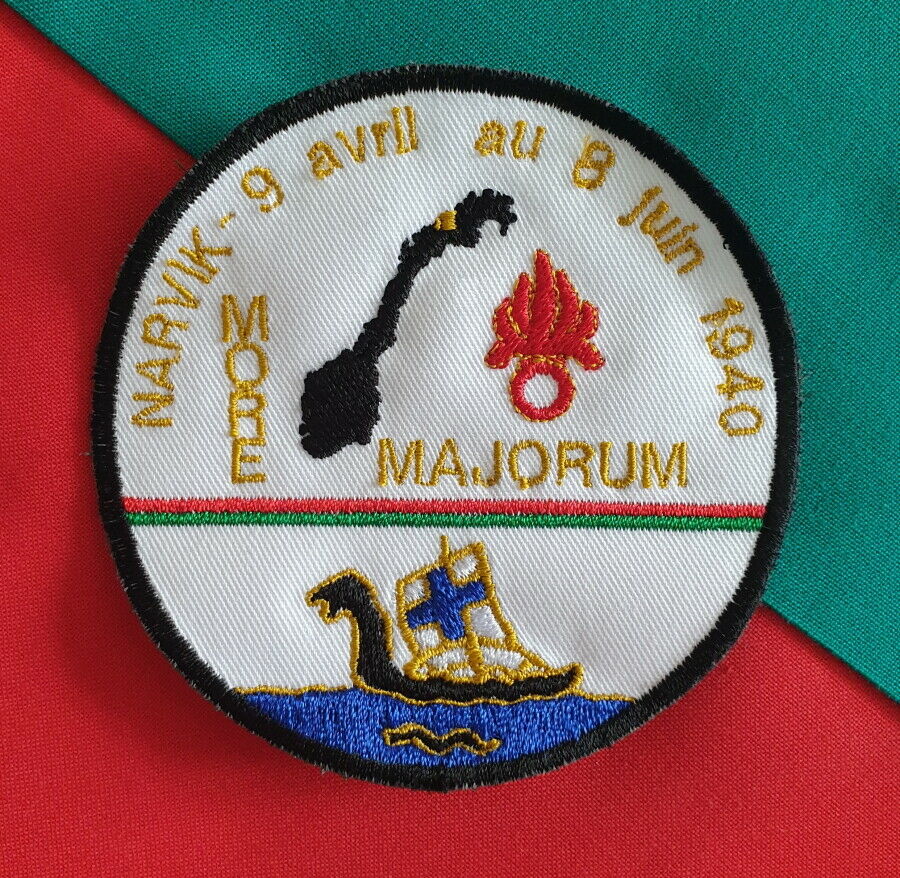 NARVIK - 9 avril au 8 juin 1940
MORE
MAJORUM